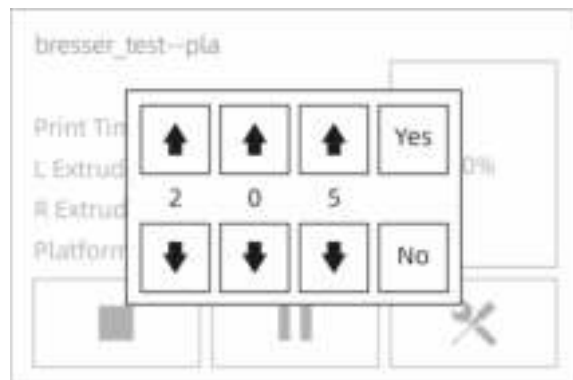 bresser_test--pla
Print Tim
L Extrud
R Extrud
Platform
0%
Yes
2 0 5
No